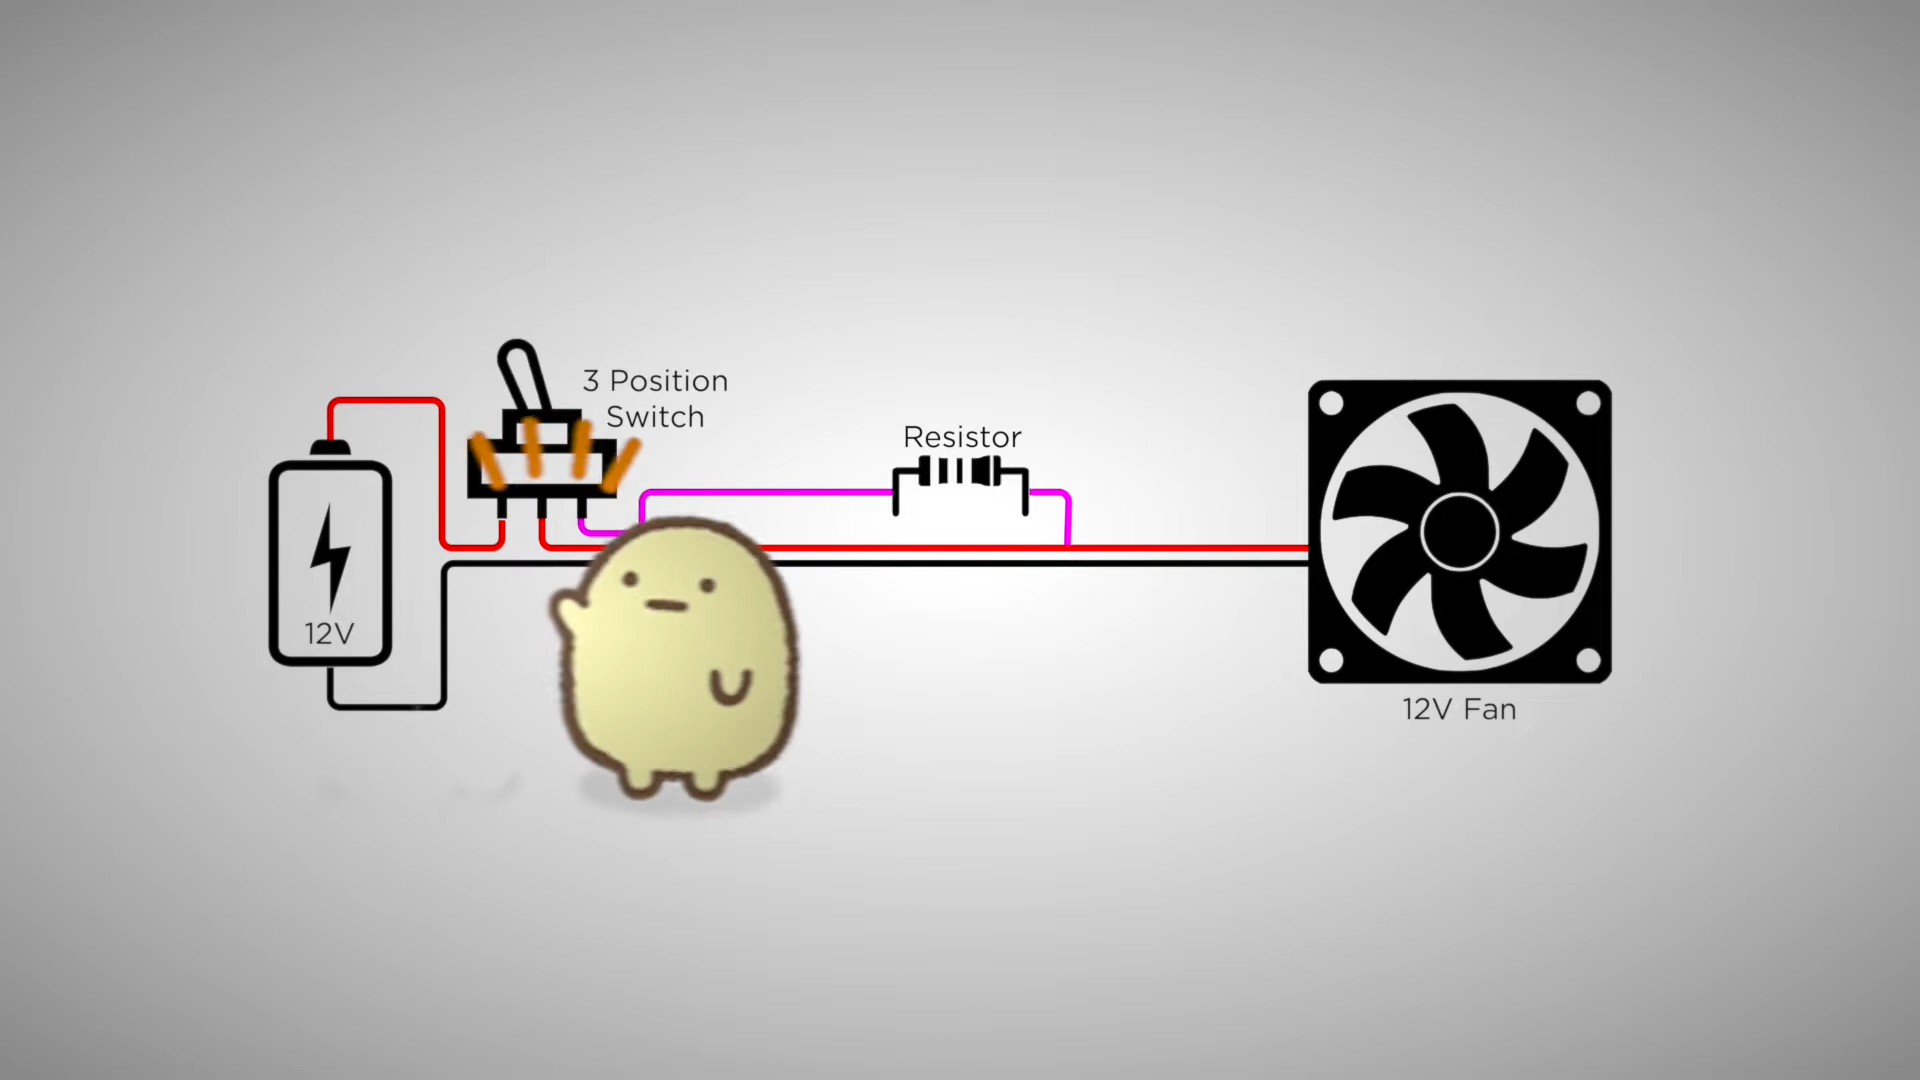 3 Position
Switch
Resistor
12V
12V Fan